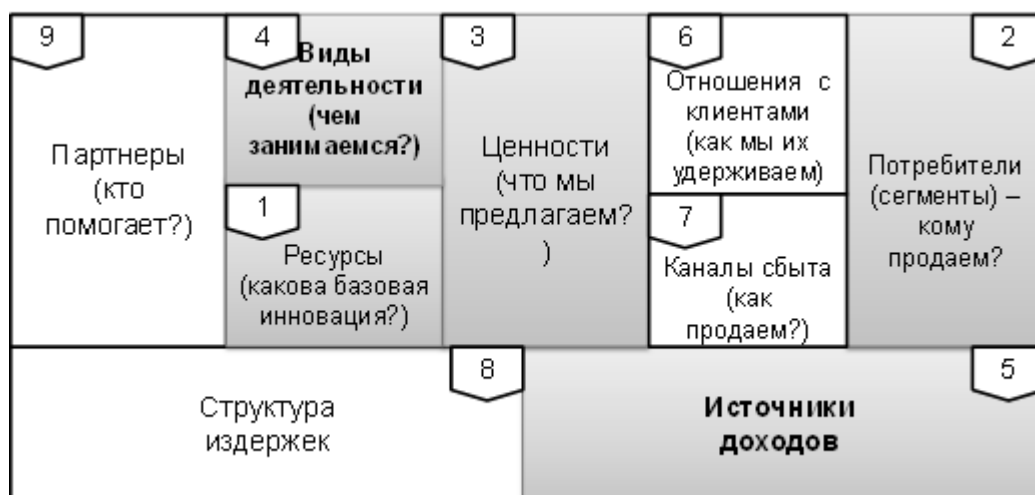 9
Партнеры
(кто
помогает?)
4
Виды
деятельности
(чем
занимаемся?)
1
Ресурсы
(какова базовая
инновация?)
3
Ценности
(что мы
предлагаем?
)
6
Отношения с
клиентами
(как мы их
удерживаем)
7
Каналы сбыта
(как
продаем?)
2
Потребители
(сегменты) –
кому
продаем?
8
Структура
издержек
5
Источники
доходов